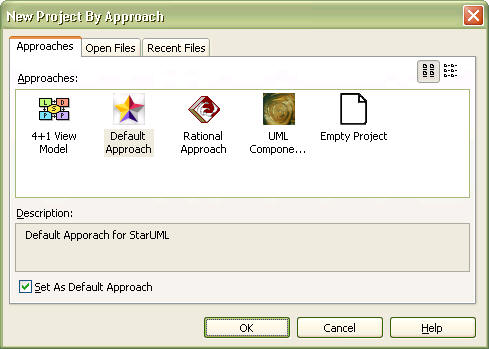 New Project By Approach
Approaches Open Files Recent Files
Approaches:
4+1 View Model
Default Approach
Rational Approach
UML Compone...
Empty Project
Description:
Default Apporach for StarUML
Set As Default Approach
OK Cancel Help